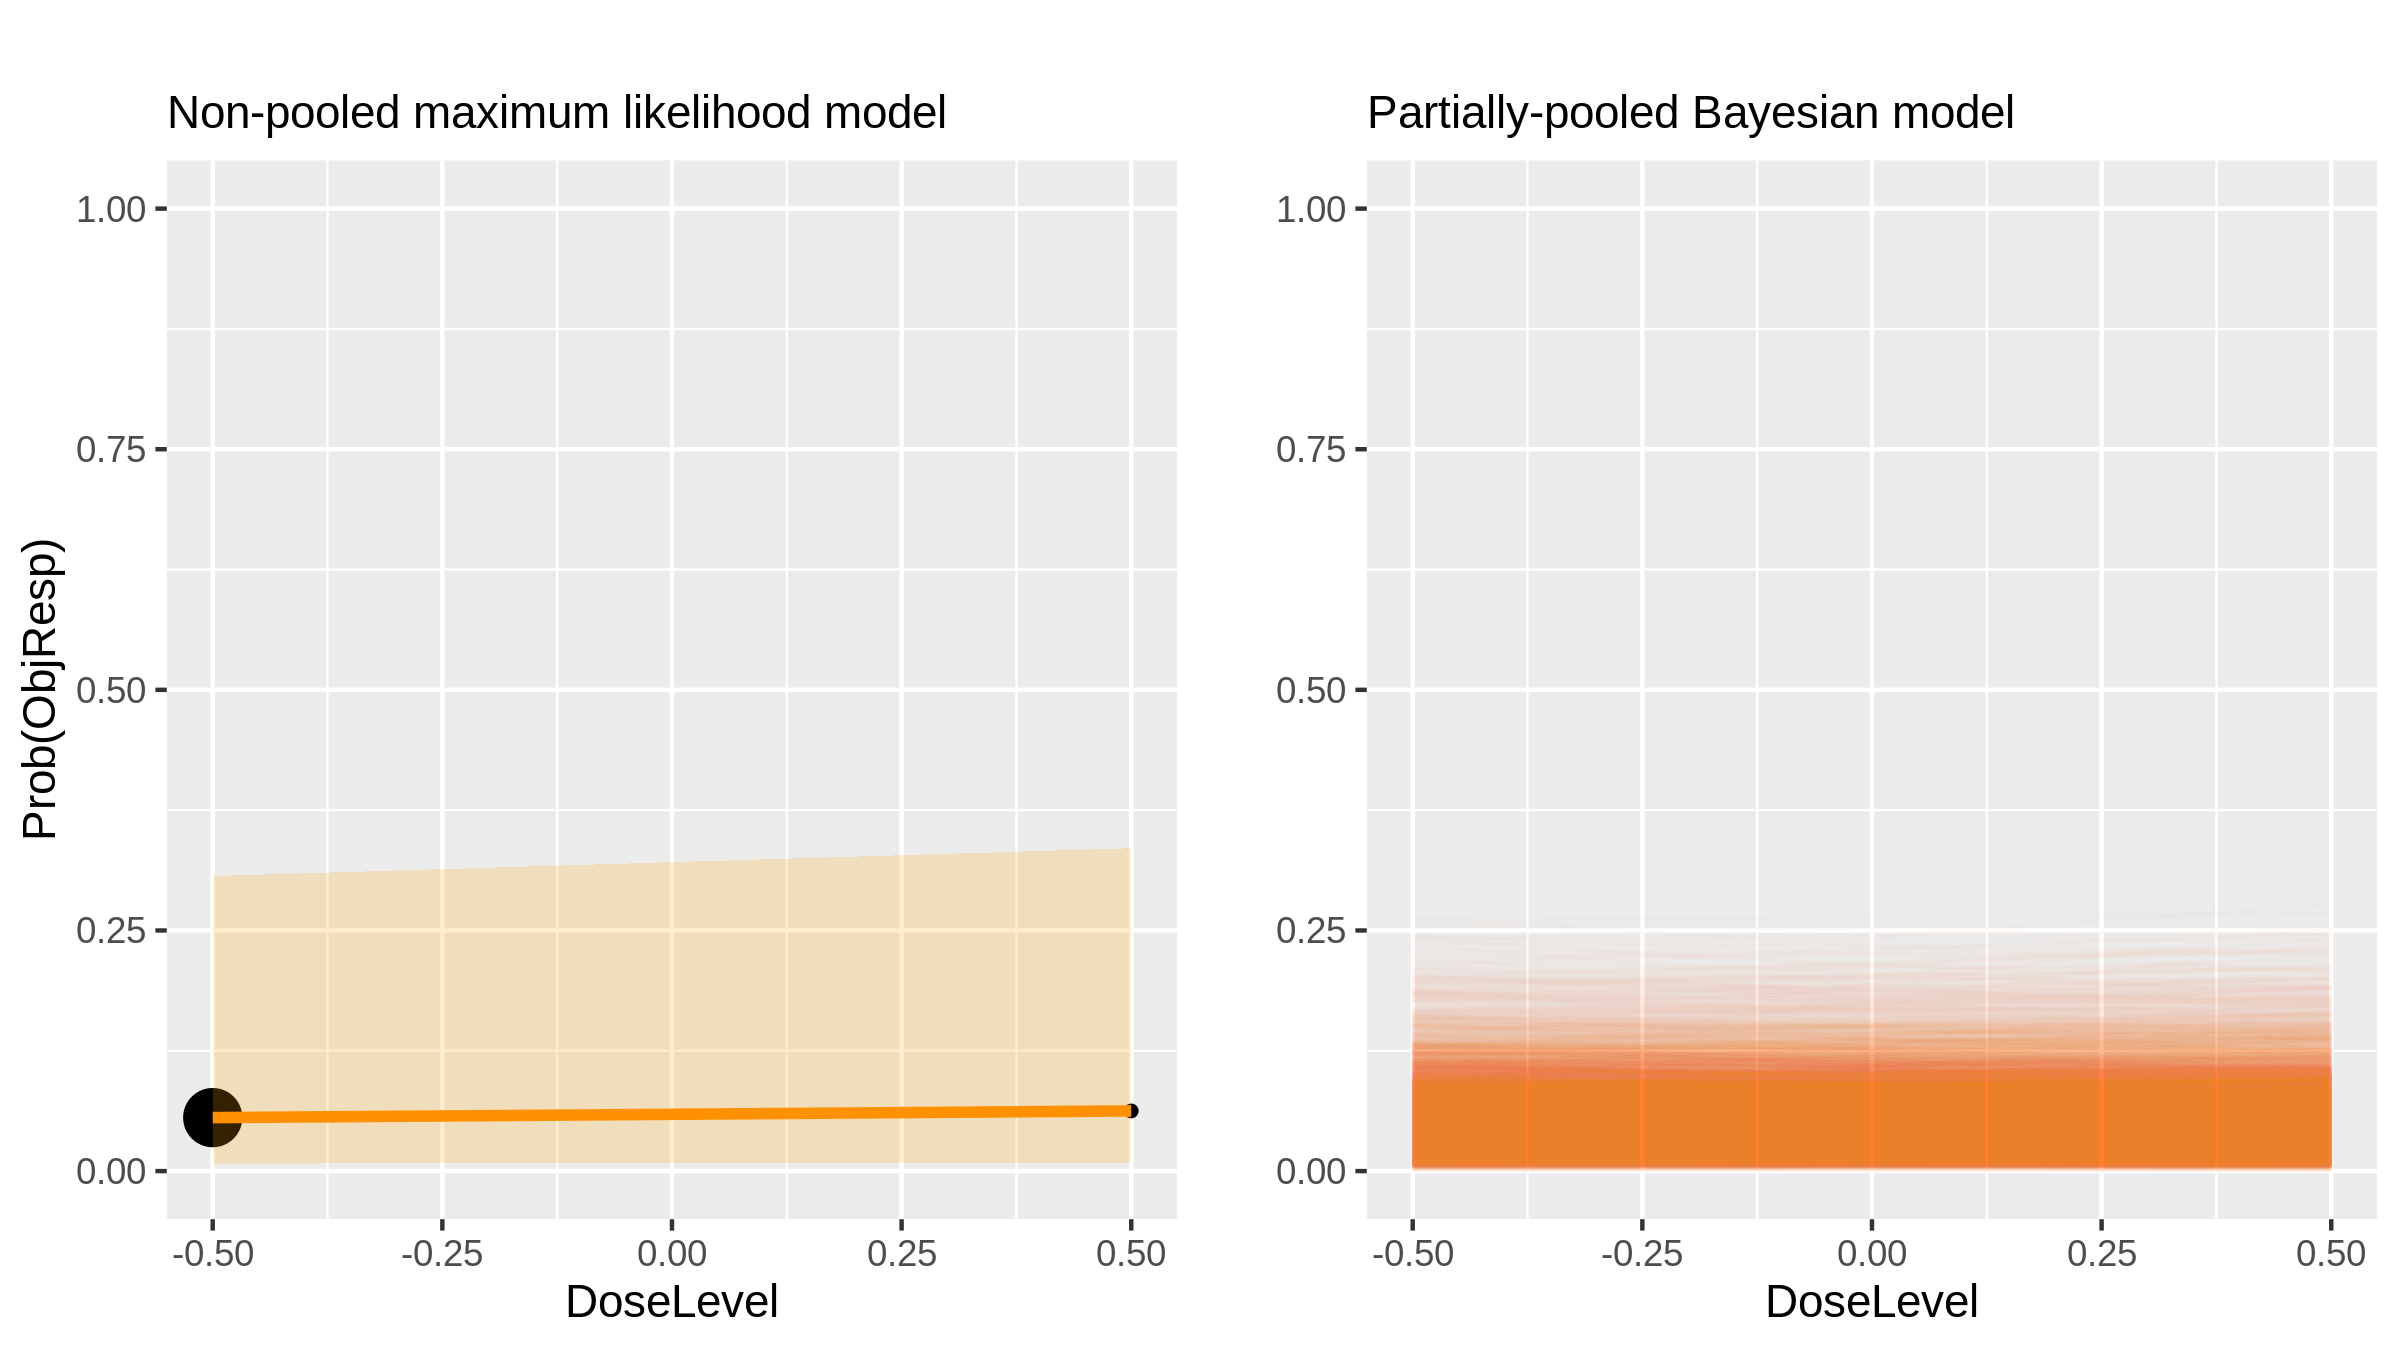 Non-pooled maximum likelihood model
Partially-pooled Bayesian model
Prob(ObjResp)
1.00
0.75
0.50
0.25
0.00
-0.50 -0.25 0.00 0.25 0.50
DoseLevel
1.00
0.75
0.50
0.25
0.00
-0.50 -0.25 0.00 0.25 0.50
DoseLevel